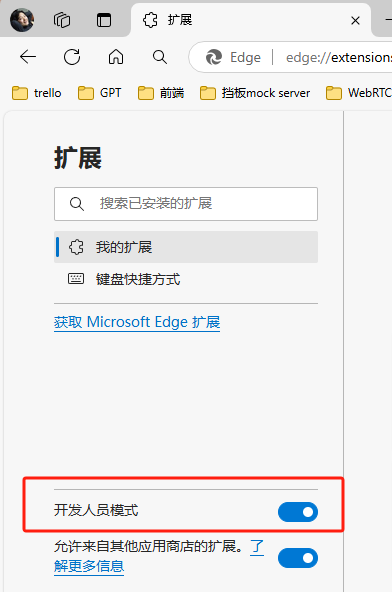 扩展
Edge
edge://extension
trello
GPT
前端
挡板mock server
WebRTC
扩展
搜索已安装的扩展
我的扩展
键盘快捷方式
获取 Microsoft Edge 扩展
开发人员模式
允许来自其他应用商店的扩展。了
解更多信息